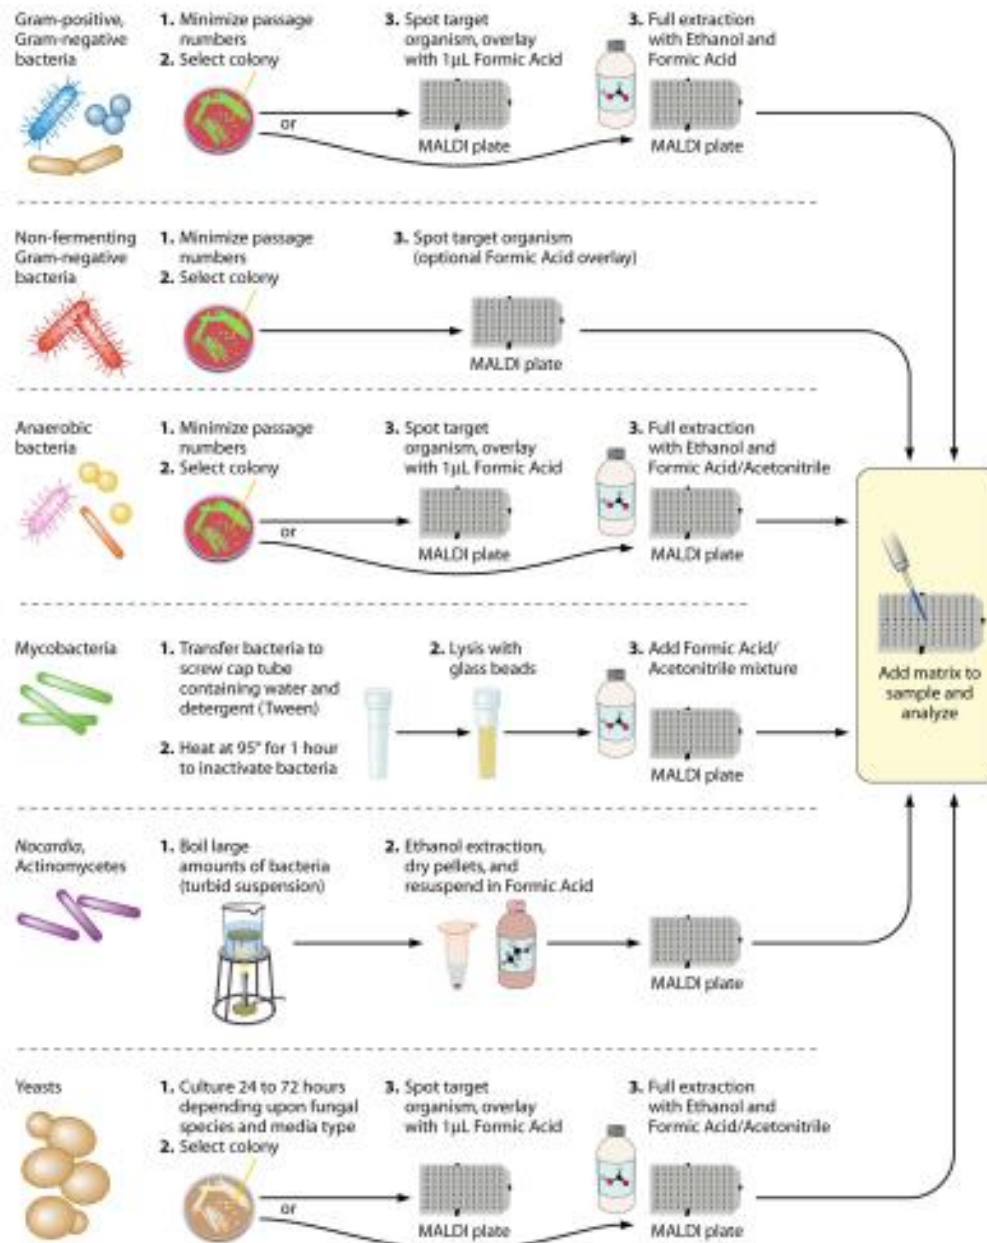 Gram-positive,
Gram-negative
bacteria
1. Minimize passage
numbers
2. Select colony
or
3. Spot target
organism, overlay
with 1µL Formic Acid
MALDI plate
3. Full extraction
with Ethanol and
Formic Acid
MALDI plate
Non-fermenting
Gram-negative
bacteria
1. Minimize passage
numbers
2. Select colony
3. Spot target organism
(optional Formic Acid overlay)
MALDI plate
Anaerobic
bacteria
1. Minimize passage
numbers
2. Select colony
or
3. Spot target
organism, overlay
with 1µL Formic Acid
MALDI plate
3. Full extraction
with Ethanol and
Formic Acid/Acetonitrile
MALDI plate
Mycobacteria
1. Transfer bacteria to
screw cap tube
containing water and
detergent (Tween)
2. Heat at 95° for 1 hour
to inactivate bacteria
2. Lysis with
glass beads
3. Add Formic Acid/
Acetonitrile mixture
MALDI plate
Add matrix to
sample and
analyze
Nocardia,
Actinomycetes
1. Boil large
amounts of bacteria
(turbid suspension)
2. Ethanol extraction,
dry pellets, and
resuspend in Formic Acid
MALDI plate
Yeasts
1. Culture 24 to 72 hours
depending upon fungal
species and media type
2. Select colony
or
3. Spot target
organism, overlay
with 1µL Formic Acid
MALDI plate
3. Full extraction
with Ethanol and
Formic Acid/Acetonitrile
MALDI plate